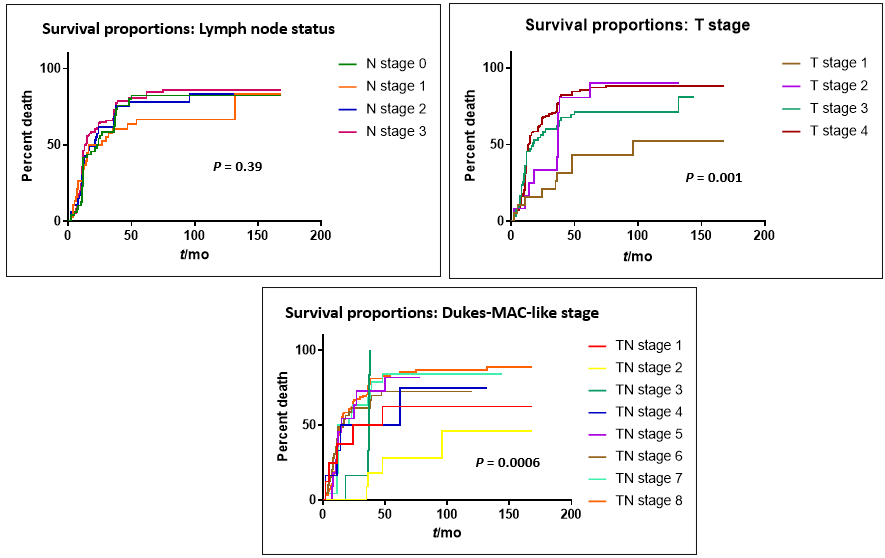 Survival proportions: Lymph node status
Percent death
100
50
0
0 50 100 150 200
t/mo
N stage 0
N stage 1
N stage 2
N stage 3
P = 0.39
Survival proportions: T stage
Percent death
100
50
0
0 50 100 150 200
t/mo
T stage 1
T stage 2
T stage 3
T stage 4
P = 0.001
Survival proportions: Dukes-MAC-like stage
Percent death
100
50
0
0 50 100 150 200
t/mo
TN stage 1
TN stage 2
TN stage 3
TN stage 4
TN stage 5
TN stage 6
TN stage 7
TN stage 8
P = 0.0006